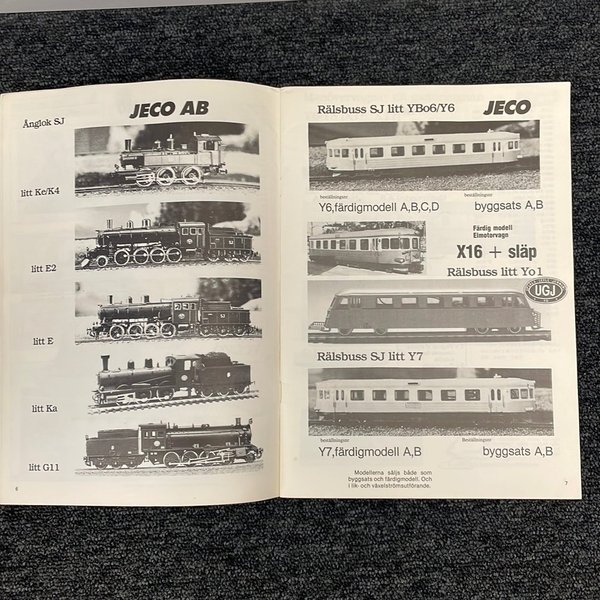 Ånglok SJ
JECO AB
litt Ke/K4
litt E2
litt E
litt Ka
litt G11
6
Rälsbuss SJ litt YBo6/Y6
JECO
beställningsnr
beställningsnr
Y6,färdigmodell A,B,C,D
byggsats A,B
Färdig modell
Elmotorvagn
X16 + släp
Rälsbuss litt Yo1
UGJ
Rälsbuss SJ litt Y7
beställningsnr
beställningsnr
Y7,färdigmodell A,B
byggsats A,B
Modellerna säljs både som
byggsats och färdigmodell. Och
i lik- och växelströmsutförande.
7